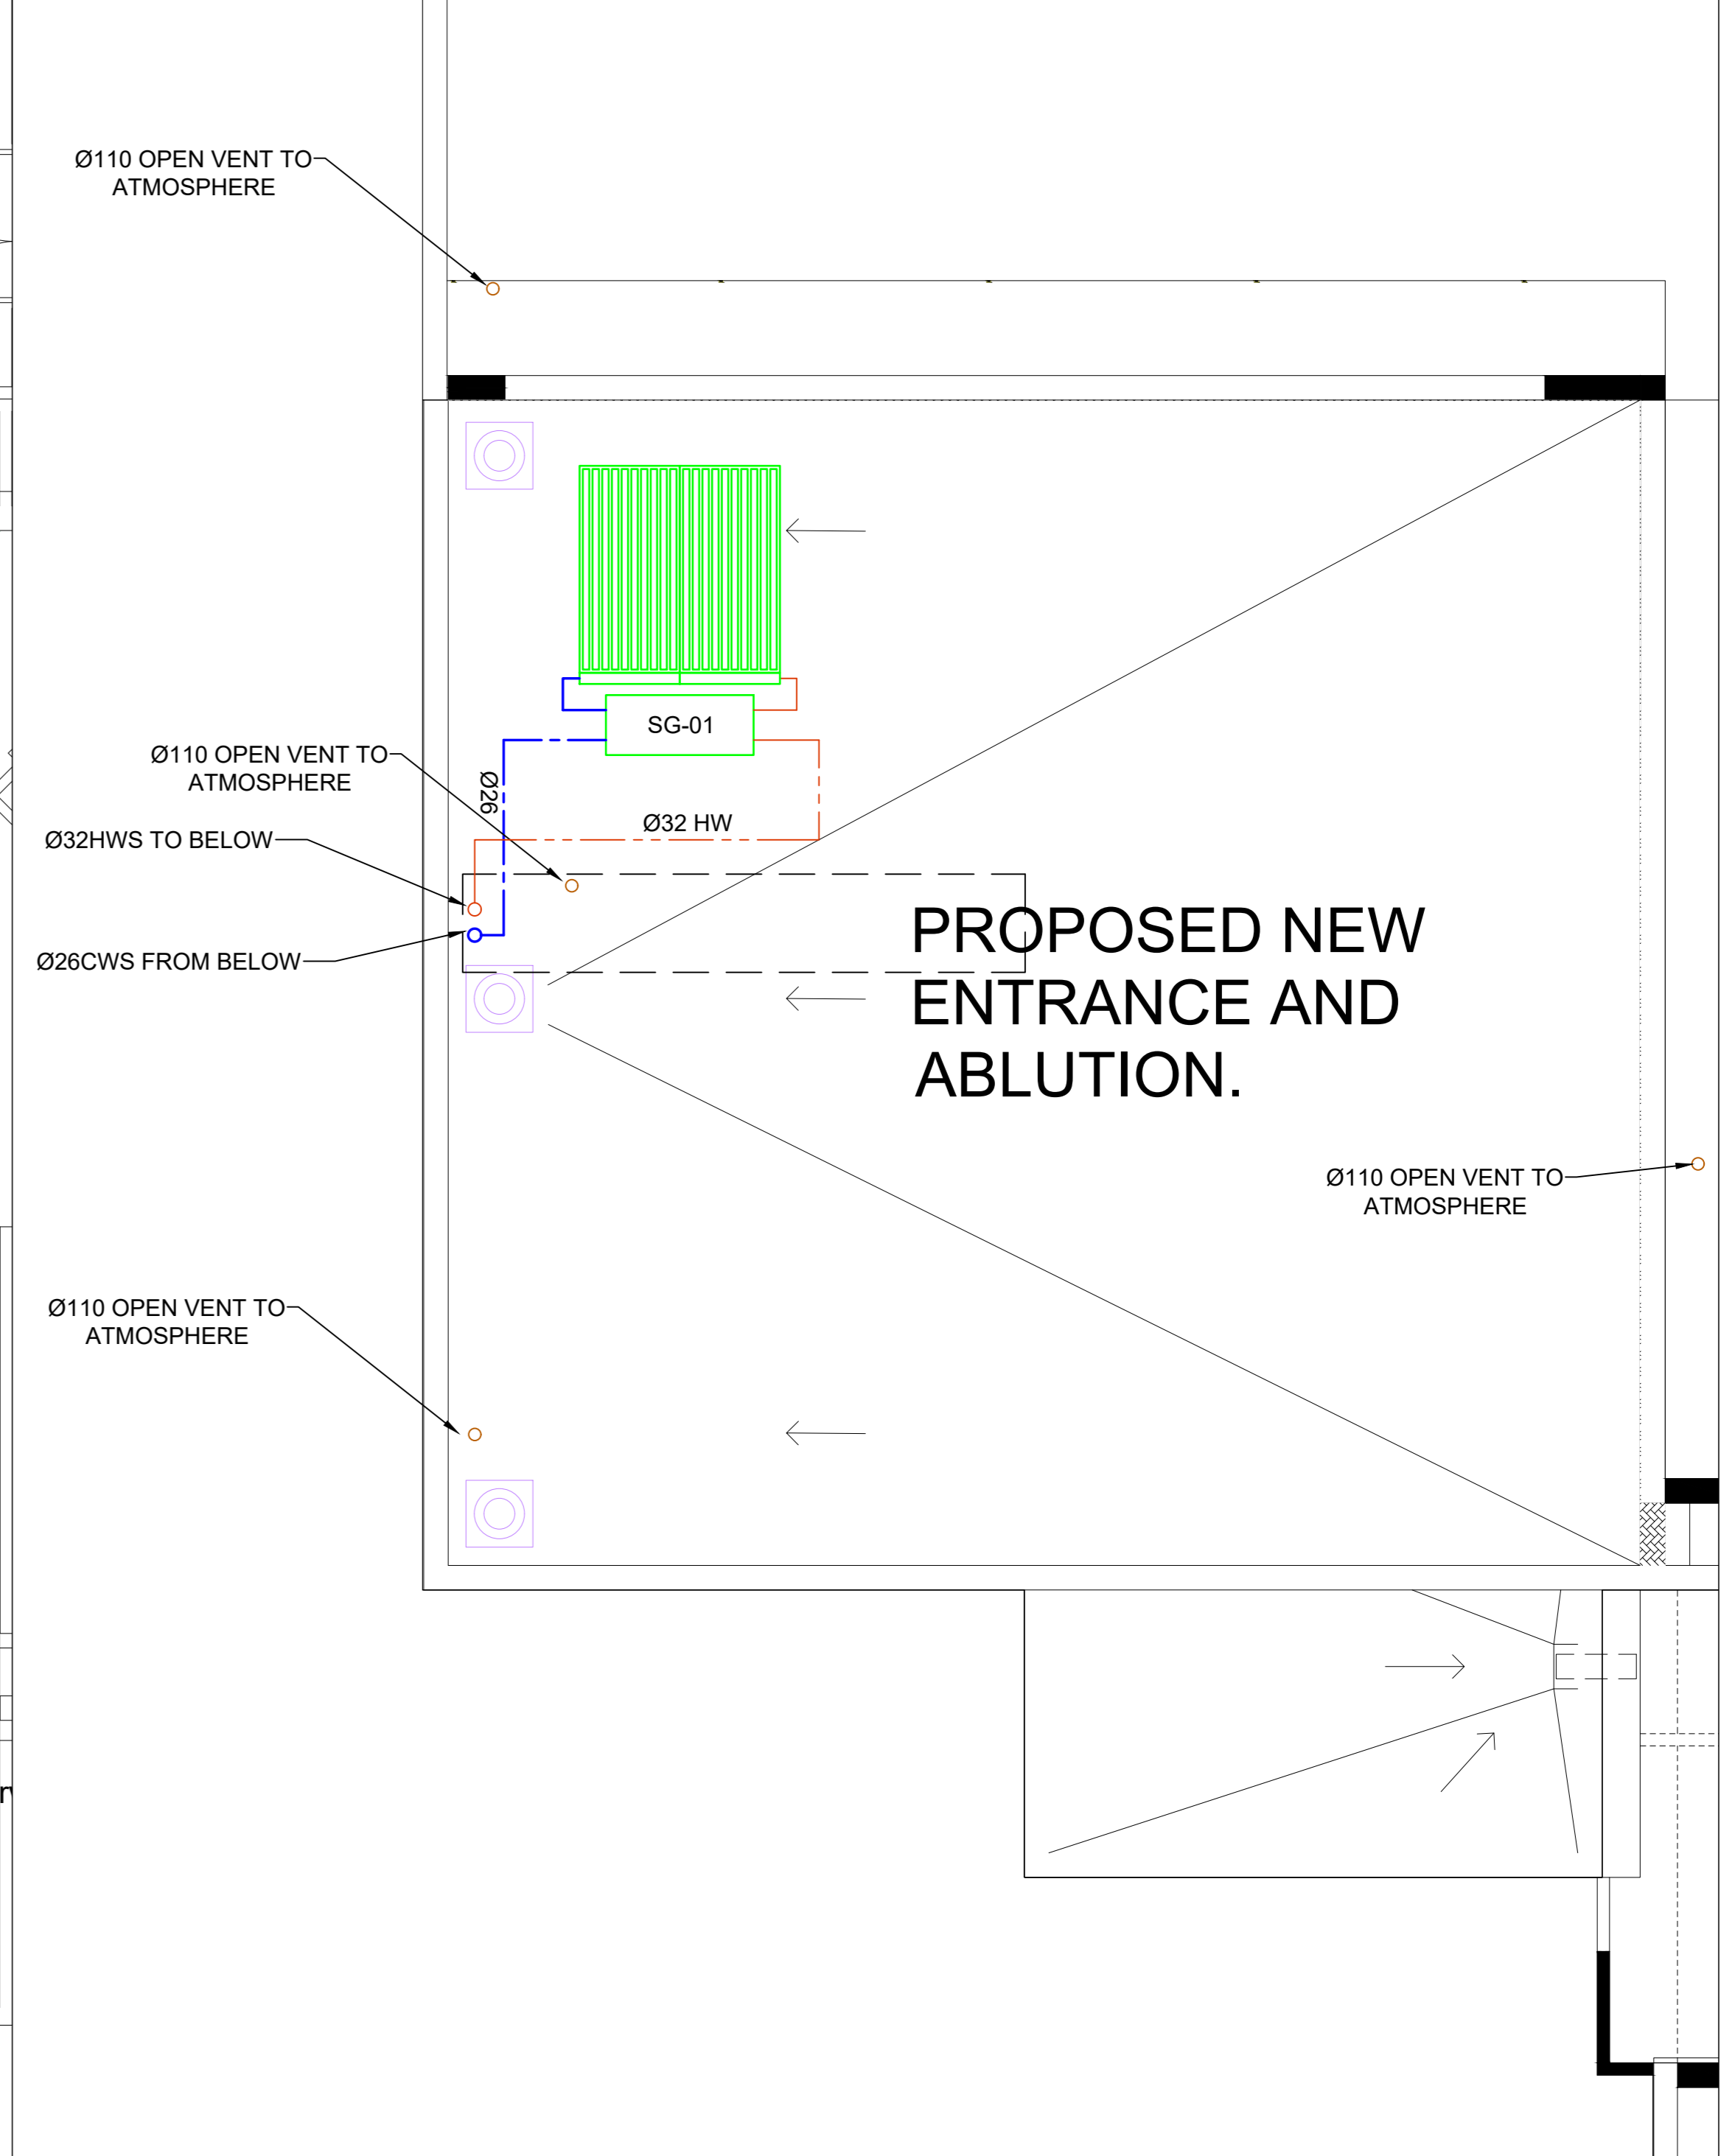 Ø110 OPEN VENT TO
ATMOSPHERE
SG-01
Ø110 OPEN VENT TO
ATMOSPHERE
Ø26
Ø32 HW
Ø32HWS TO BELOW
Ø26CWS FROM BELOW
PROPOSED NEW
ENTRANCE AND
ABLUTION.
Ø110 OPEN VENT TO
ATMOSPHERE
Ø110 OPEN VENT TO
ATMOSPHERE